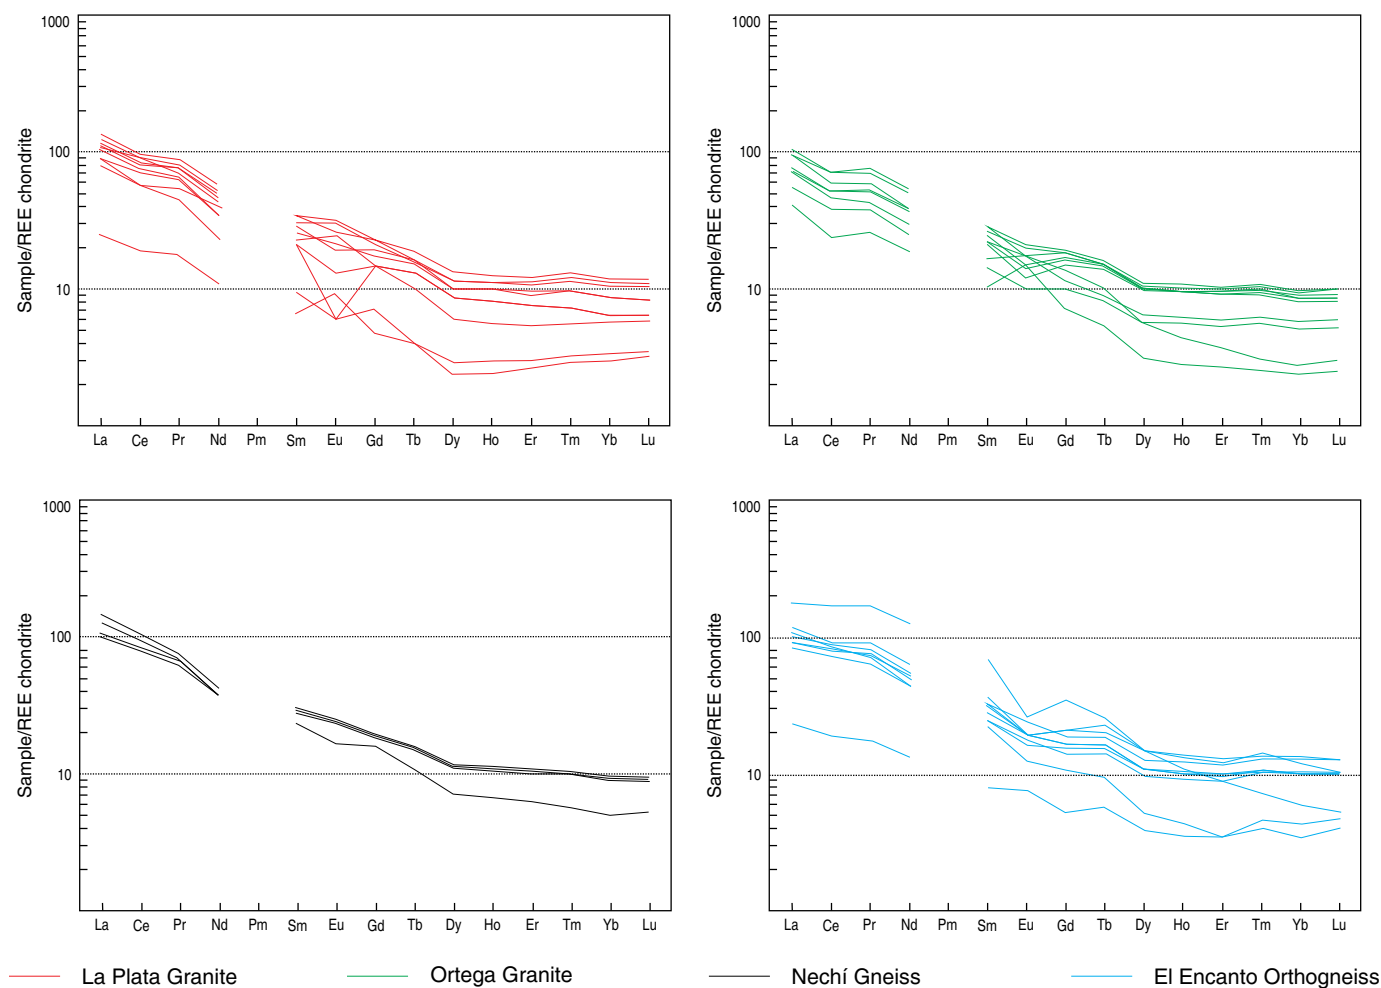 1000
100
10
Sample/REE chondrite
La Ce Pr Nd Pm Sm Eu Gd Tb Dy Ho Er Tm Yb Lu
1000
100
10
Sample/REE chondrite
La Ce Pr Nd Pm Sm Eu Gd Tb Dy Ho Er Tm Yb Lu
1000
100
10
Sample/REE chondrite
La Ce Pr Nd Pm Sm Eu Gd Tb Dy Ho Er Tm Yb Lu
1000
100
10
Sample/REE chondrite
La Ce Pr Nd Pm Sm Eu Gd Tb Dy Ho Er Tm Yb Lu
La Plata Granite Ortega Granite Nechí Gneiss El Encanto Orthogneiss